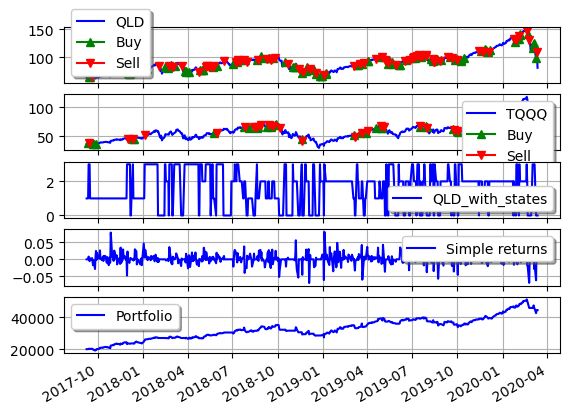 QLD
Buy
Sell
150
100
TQQQ
Buy
Sell
100
50
QLD_with_states
2
0
Simple returns
0.05
0.00
−0.05
Portfolio
40000
20000
2017-10
2018-01
2018-04
2018-07
2018-10
2019-01
2019-04
2019-07
2019-10
2020-01
2020-04